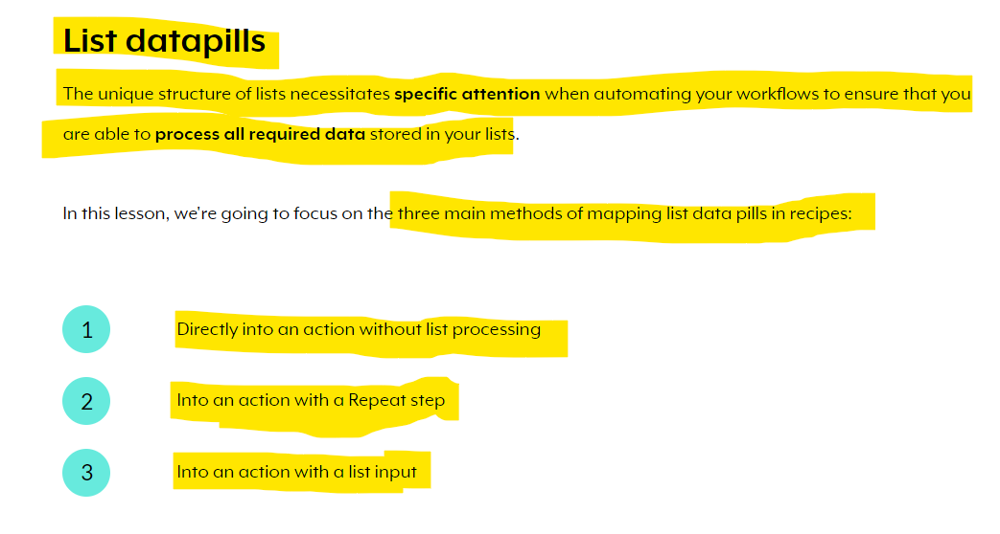 List datapills
The unique structure of lists necessitates specific attention when automating your workflows to ensure that you
are able to process all required data stored in your lists.
In this lesson, we're going to focus on the three main methods of mapping list data pills in recipes:
1 Directly into an action without list processing
2 Into an action with a Repeat step
3 Into an action with a list input